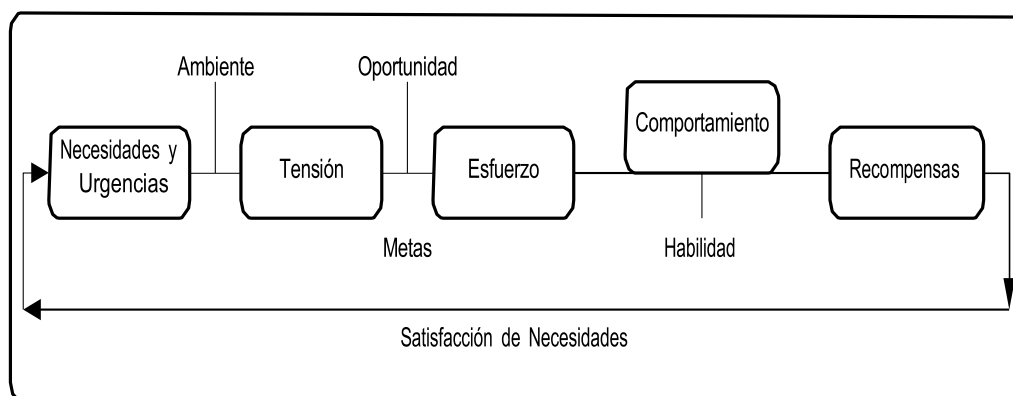 Ambiente
Oportunidad
Necesidades y
Urgencias
Tensión
Esfuerzo
Comportamiento
Recompensas
Metas
Habilidad
Satisfacción de Necesidades